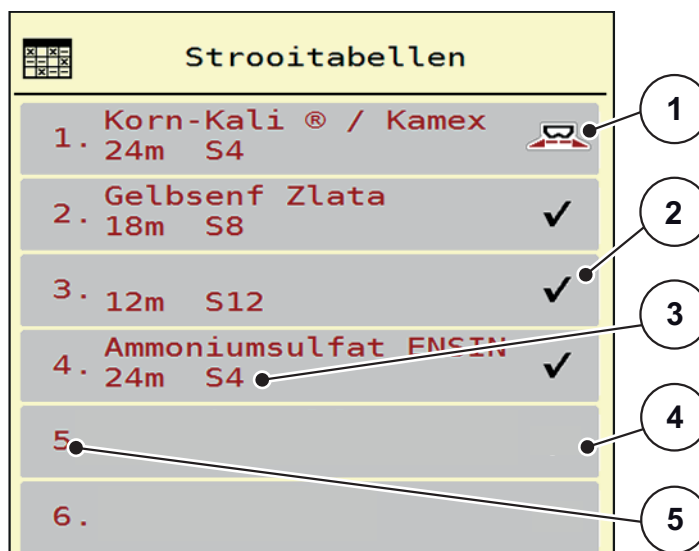 Strooitabellen
1. Korn-Kali ® / Kamex
24m S4
2. Gelbsenf Zlata
18m S8
3.
12m S12
4. Ammoniumsulfat ENSIN
24m S4
5
6.
1
2
3
4
5